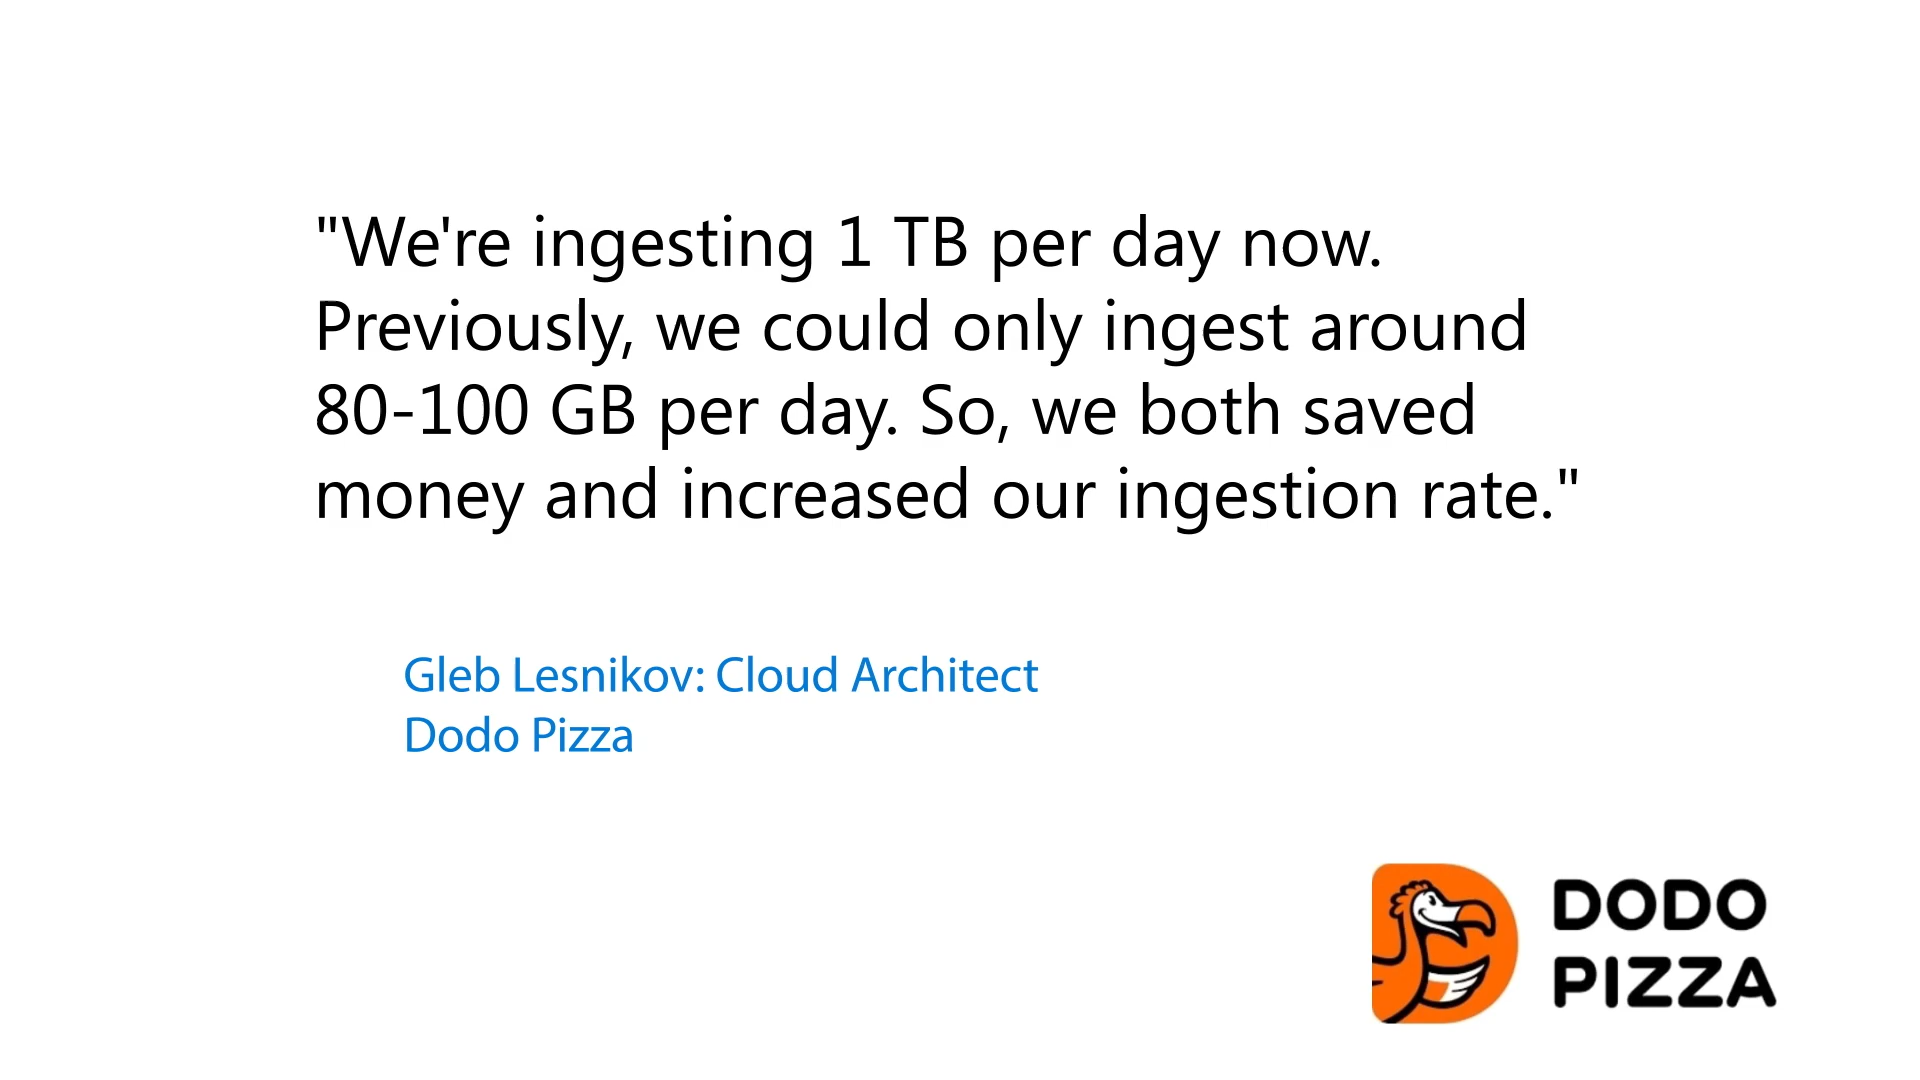 "We're ingesting 1 TB per day now.
Previously, we could only ingest around
80-100 GB per day. So, we both saved
money and increased our ingestion rate."
Gleb Lesnikov: Cloud Architect
Dodo Pizza
DODO
PIZZA